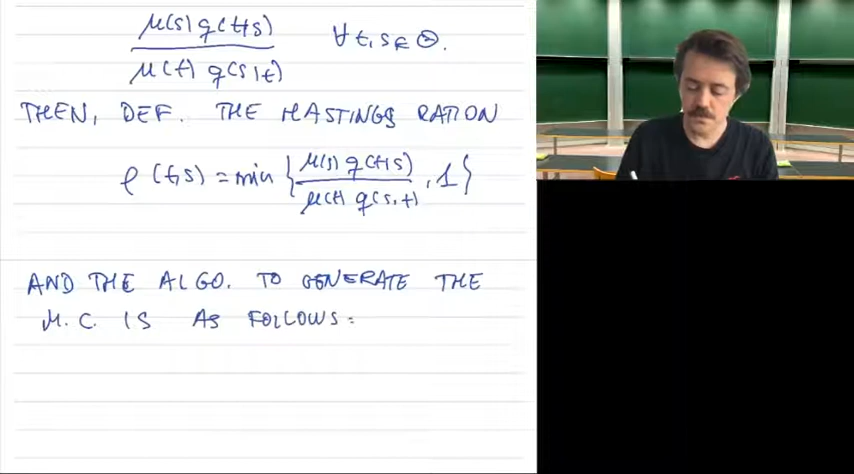 μ(s) q(t|s)
μ(t) q(s|t) ∀ t,s ∈ Θ.
THEN, DEF. THE HASTINGS RATION
ρ(t,s) = min { μ(s) q(t|s) / μ(t) q(s,t) , 1 }
AND THE ALGO. TO GENERATE THE
M.C. IS AS FOLLOWS: